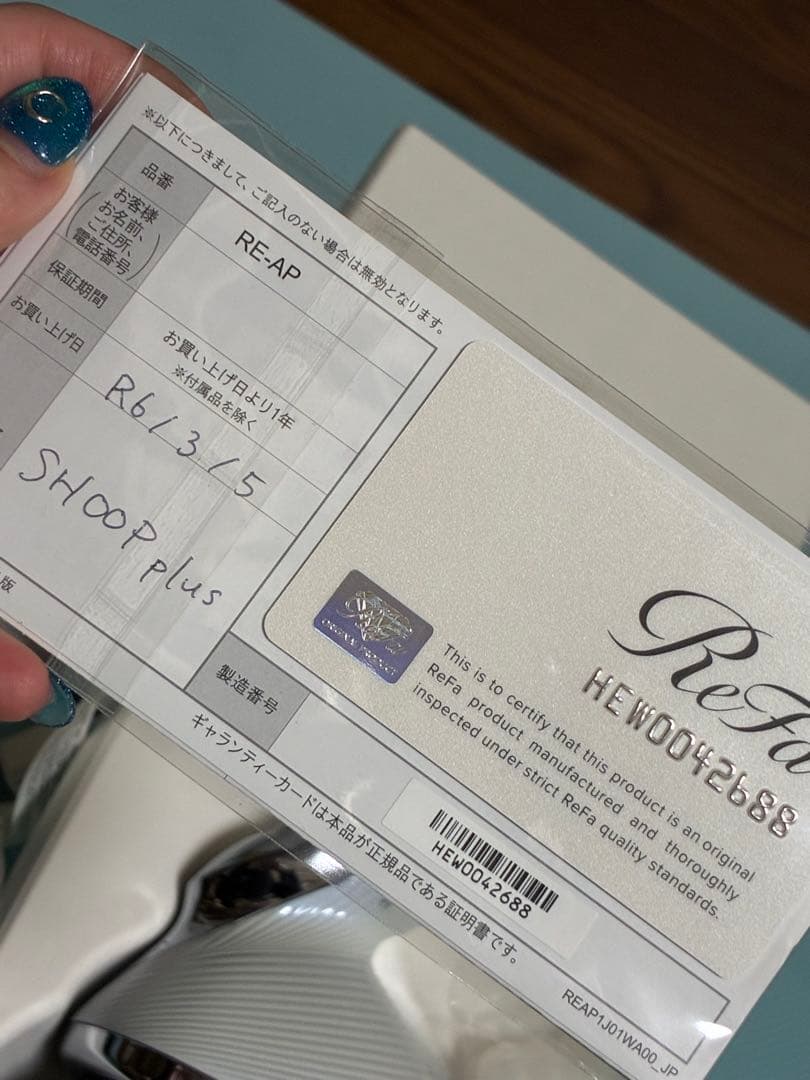 ※以下につきまして、ご記入のない場合は無効となります。
品番
RE-AP
お客様
お名前、
ご住所、
電話番号
保証期間
お買い上げ日より1年
※付属品を除く
お買い上げ日
R6/3/5
SHOOP plus
版
製造番号
HEW0042688
ギャランティーカードは本品が正規品である証明書です。
REAP1J01WA00_JP
ReFa
HEW0042688
This is to certify that this product is an original
ReFa product manufactured and thoroughly
inspected under strict ReFa quality standards.
ReFa
ORIGINAL PRODUCT